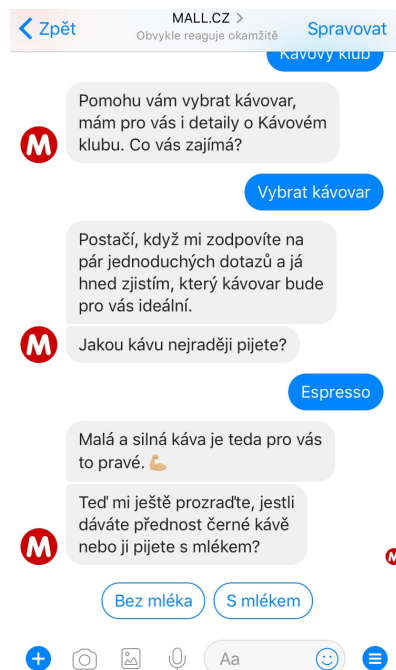 Zpět
MALL.CZ >
Obvykle reaguje okamžitě
Spravovat
Kávový klub
Pomohu vám vybrat kávovar,
mám pro vás i detaily o Kávovém
klubu. Co vás zajímá?
Vybrat kávovar
Postačí, když mi zodpovíte na
pár jednoduchých dotazů a já
hned zjistím, který kávovar bude
pro vás ideální.
Jakou kávu nejraději pijete?
Espresso
Malá a silná káva je teda pro vás
to pravé. 💪🏼
Teď mi ještě prozraďte, jestli
dáváte přednost černé kávě
nebo ji pijete s mlékem?
Bez mléka
S mlékem
Aa